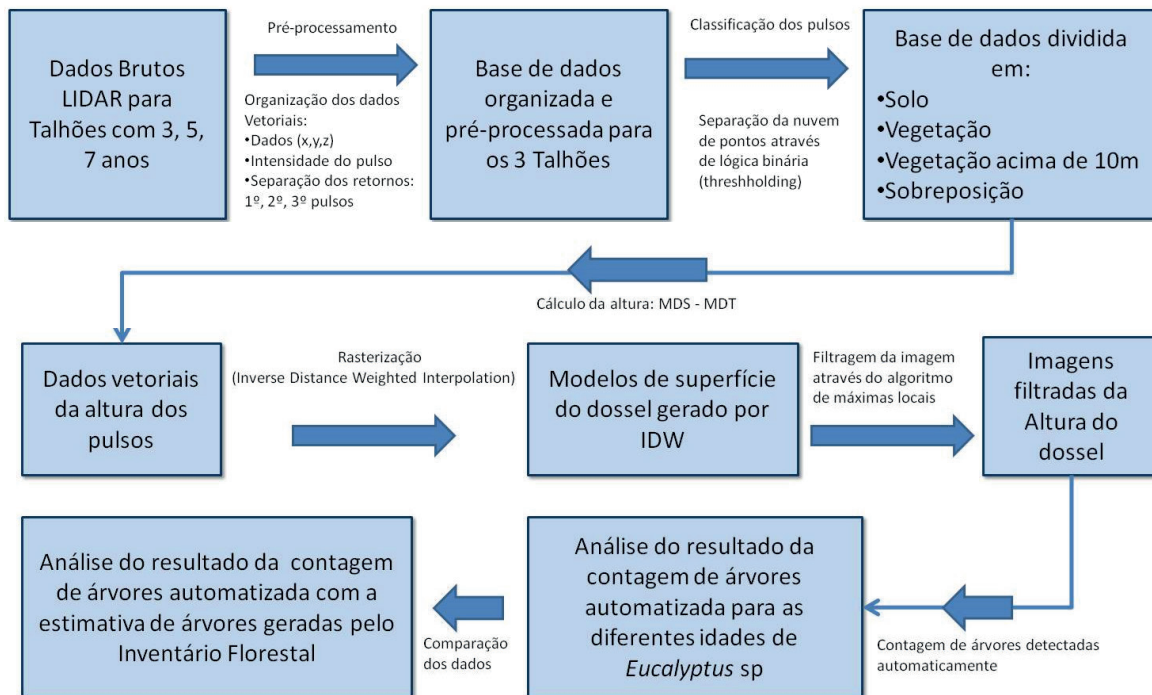 Dados Brutos
LIDAR para
Talhões com 3, 5,
7 anos
Pré-processamento
Organização dos dados
Vetoriais:
•Dados (x,y,z)
•Intensidade do pulso
•Separação dos retornos:
1º, 2º, 3º pulsos
Base de dados
organizada e
pré-processada para
os 3 Talhões
Classificação dos pulsos
Separação da nuvem
de pontos através
de lógica binária
(threshholding)
Base de dados dividida
em:
•Solo
•Vegetação
•Vegetação acima de 10m
•Sobreposição
Cálculo da altura: MDS - MDT
Dados vetoriais
da altura dos
pulsos
Rasterização
(Inverse Distance Weighted Interpolation)
Modelos de superfície
do dossel gerado por
IDW
Filtragem da imagem
através do algoritmo
de máximas locais
Imagens
filtradas da
Altura do
dossel
Contagem de árvores detectadas
automaticamente
Análise do resultado da
contagem de árvores
automatizada para as
diferentes idades de
Eucalyptus sp
Comparação
dos dados
Análise do resultado da contagem
de árvores automatizada com a
estimativa de árvores geradas pelo
Inventário Florestal